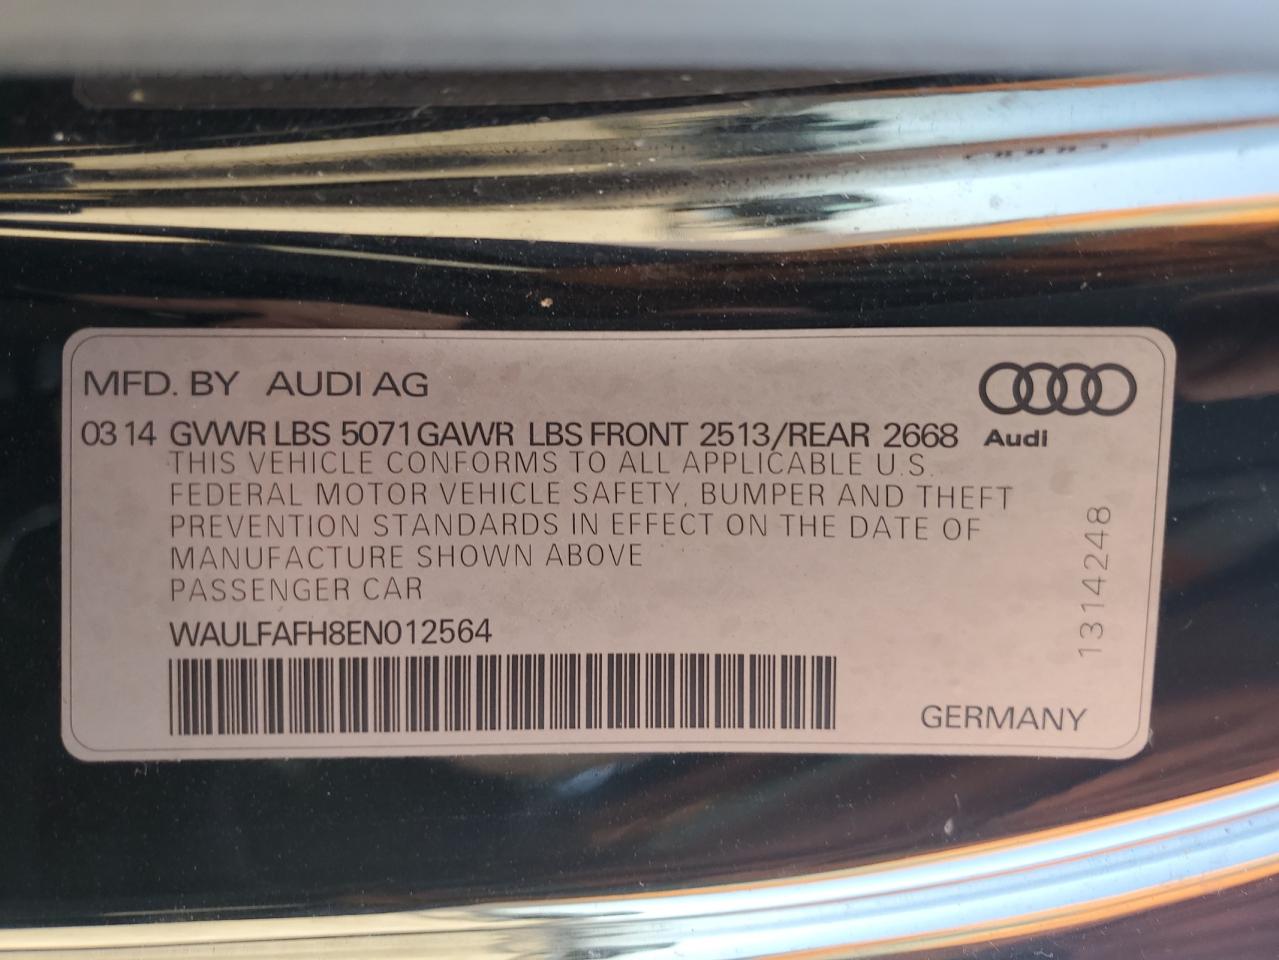 MFD. BY AUDI AG
03 14 GVWR LBS 5071 GAWR LBS FRONT 2513/REAR 2668
Audi
THIS VEHICLE CONFORMS TO ALL APPLICABLE U.S.
FEDERAL MOTOR VEHICLE SAFETY, BUMPER AND THEFT
PREVENTION STANDARDS IN EFFECT ON THE DATE OF
MANUFACTURE SHOWN ABOVE
PASSENGER CAR
WAULFAFH8EN012564
1314248
GERMANY